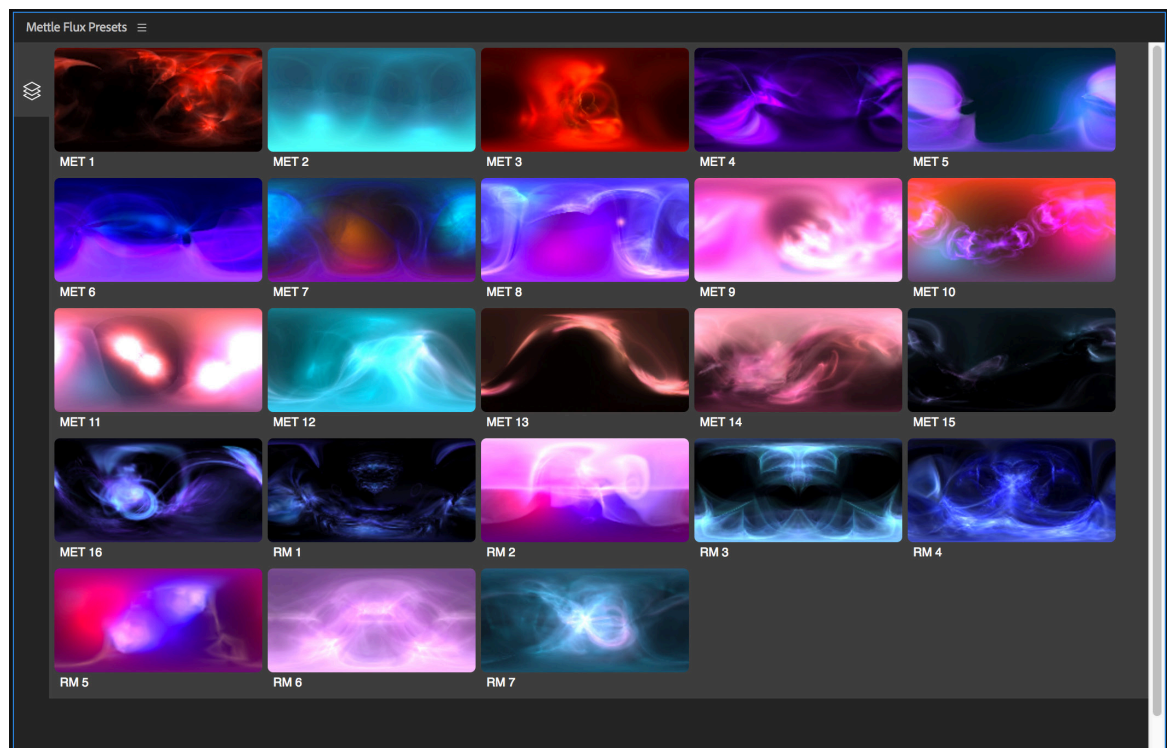 Mettle Flux Presets
MET 1 MET 2 MET 3 MET 4 MET 5
MET 6 MET 7 MET 8 MET 9 MET 10
MET 11 MET 12 MET 13 MET 14 MET 15
MET 16 RM 1 RM 2 RM 3 RM 4
RM 5 RM 6 RM 7